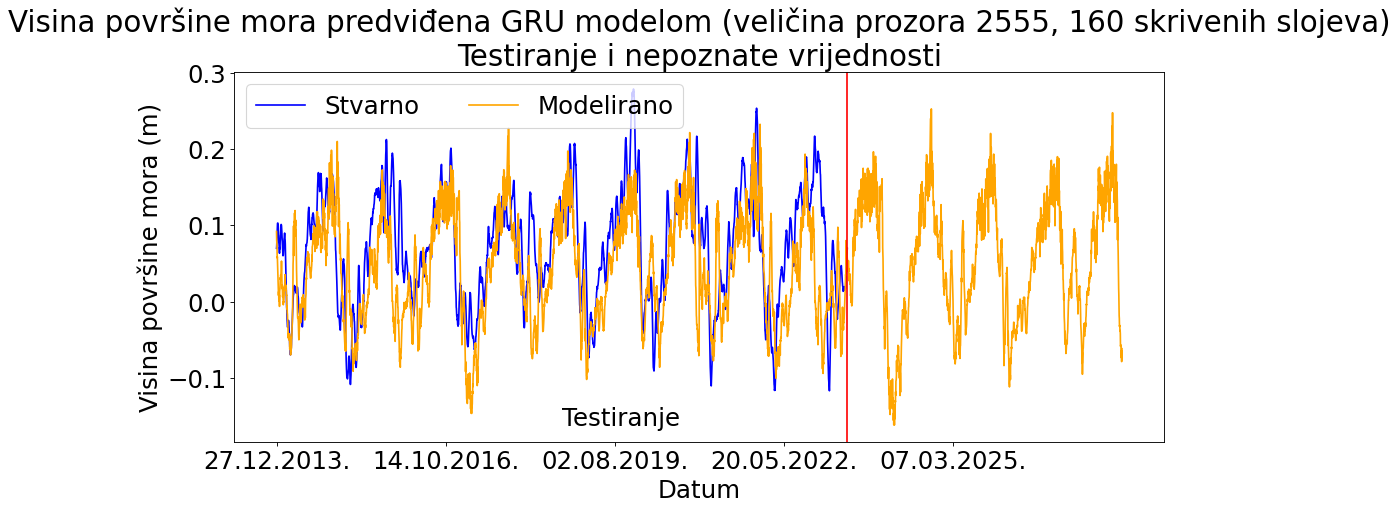 Visina površine mora predviđena GRU modelom (veličina prozora 2555, 160 skrivenih slojeva)
Testiranje i nepoznate vrijednosti
Stvarno
Modelirano
Visina površine mora (m)
0.3
0.2
0.1
0.0
−0.1
Testiranje
27.12.2013.
14.10.2016.
02.08.2019.
20.05.2022.
07.03.2025.
Datum